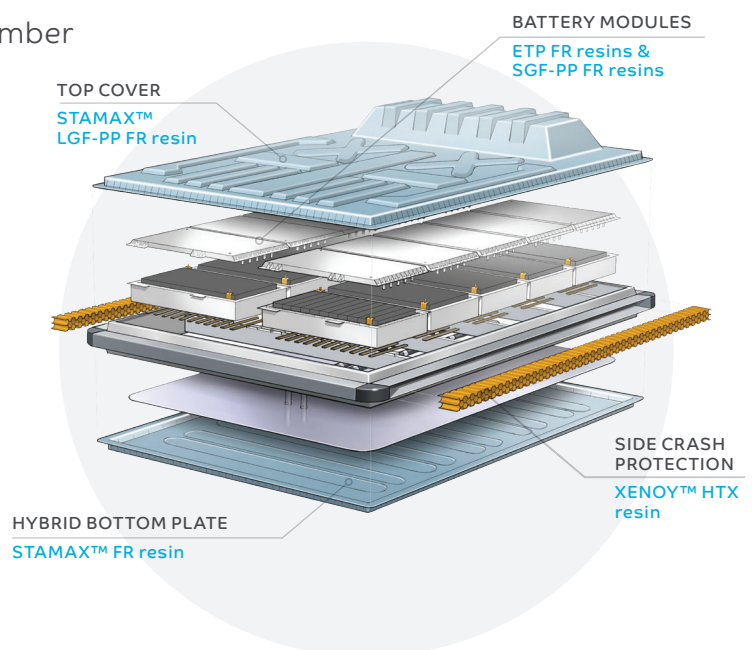 mber
BATTERY MODULES
ETP FR resins &
SGF-PP FR resins
TOP COVER
STAMAX™
LGF-PP FR resin
SIDE CRASH
PROTECTION
XENOY™ HTX
resin
HYBRID BOTTOM PLATE
STAMAX™ FR resin